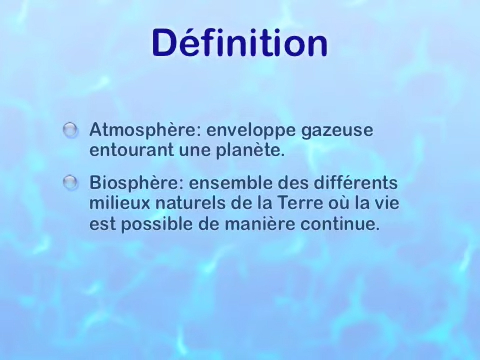 Définition
Atmosphère: enveloppe gazeuse
entourant une planète.
Biosphère: ensemble des différents
milieux naturels de la Terre où la vie
est possible de manière continue.